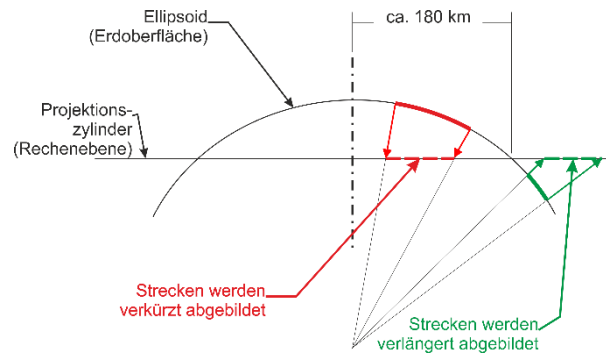 Ellipsoid
(Erdoberfläche)
ca. 180 km
Projektions-
zylinder
(Rechenebene)
Strecken werden
verkürzt abgebildet
Strecken werden
verlängert abgebildet